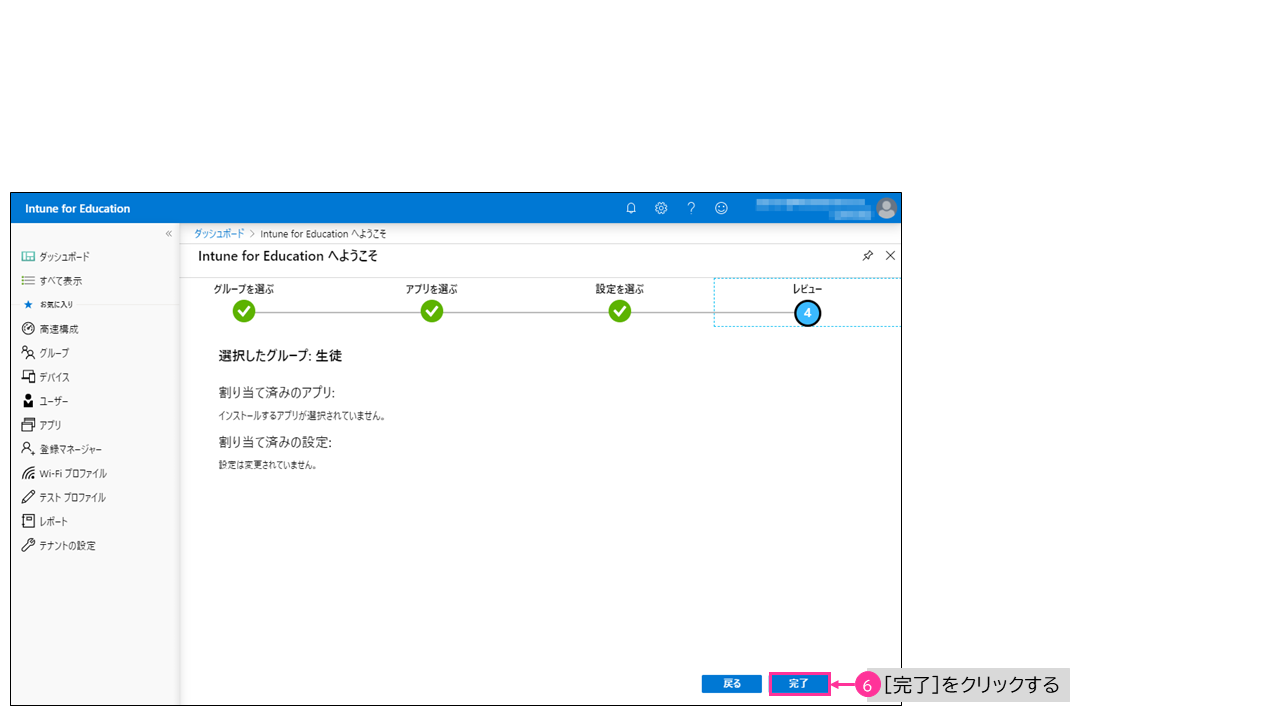 Intune for Education
ダッシュボード > Intune for Education へようこそ
Intune for Education へようこそ
ダッシュボード
すべて表示
お気に入り
高速構成
グループ
デバイス
ユーザー
アプリ
登録マネージャー
Wi-Fi プロファイル
テスト プロファイル
レポート
テナントの設定
グループを選ぶ
アプリを選ぶ
設定を選ぶ
レビュー
4
選択したグループ: 生徒
割り当て済みのアプリ:
インストールするアプリが選択されていません。
割り当て済みの設定:
設定は変更されていません。
戻る
完了
6 [完了]をクリックする